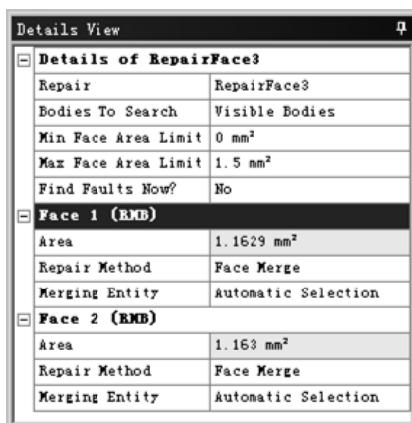 Details View
Details of RepairFace3
Repair RepairFace3
Bodies To Search Visible Bodies
Min Face Area Limit 0 mm²
Max Face Area Limit 1.5 mm²
Find Faults Now? No
Face 1 (RMB)
Area 1.1629 mm²
Repair Method Face Merge
Merging Entity Automatic Selection
Face 2 (RMB)
Area 1.163 mm²
Repair Method Face Merge
Merging Entity Automatic Selection